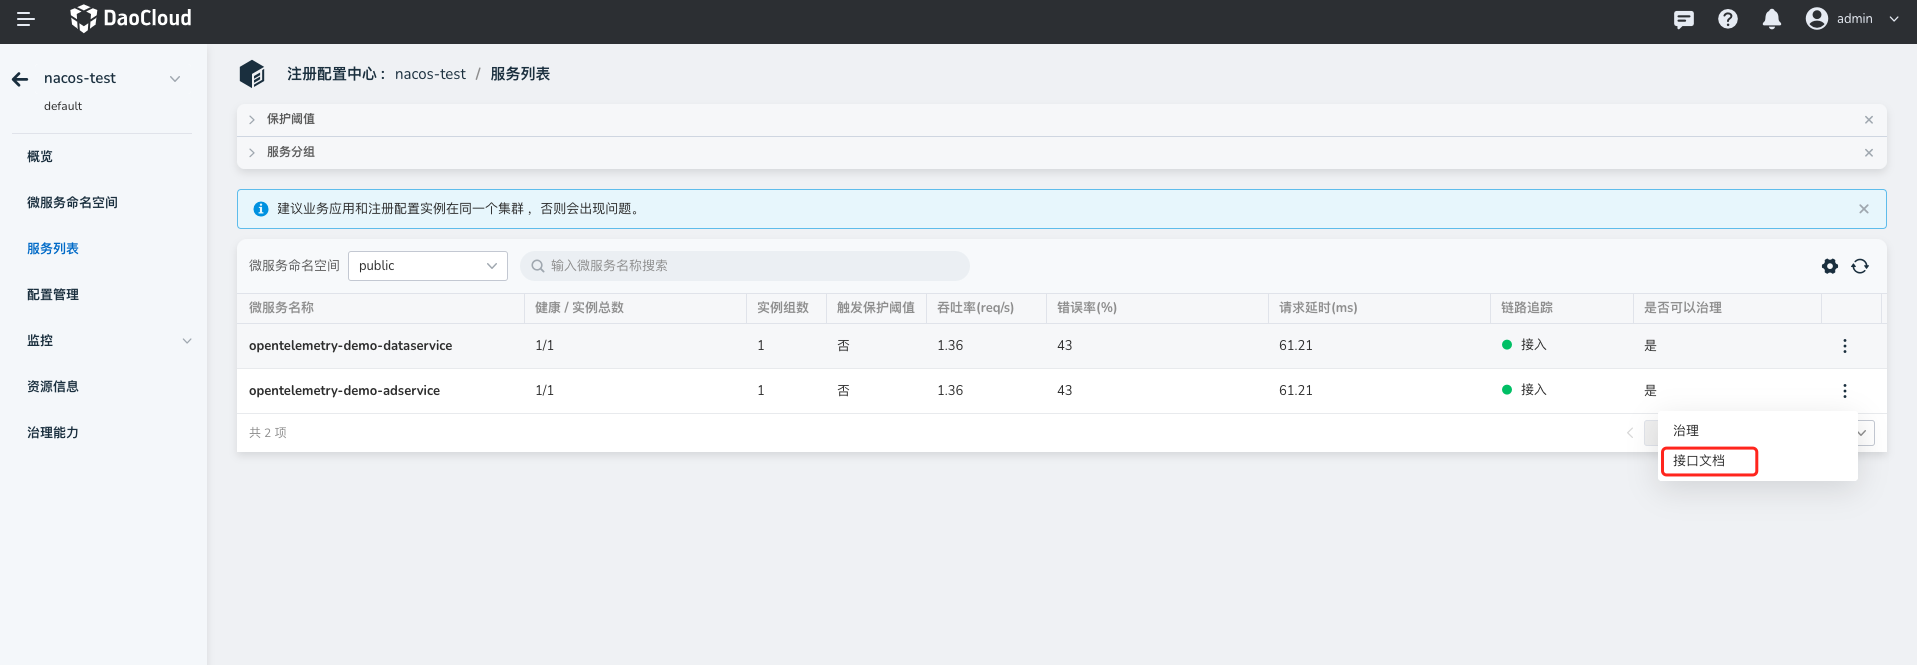 DaoCloud
admin
nacos-test
default
概览
微服务命名空间
服务列表
配置管理
监控
资源信息
治理能力
注册配置中心： nacos-test / 服务列表
保护阈值
服务分组
建议业务应用和注册配置实例在同一个集群，否则会出现问题。
微服务命名空间 public 输入微服务名称搜索
微服务名称 健康 / 实例总数 实例组数 触发保护阈值 吞吐率(req/s) 错误率(%) 请求延时(ms) 链路追踪 是否可以治理
opentelemetry-demo-dataservice 1/1 1 否 1.36 43 61.21 接入 是
opentelemetry-demo-adservice 1/1 1 否 1.36 43 61.21 接入 是
共 2 项
治理
接口文档